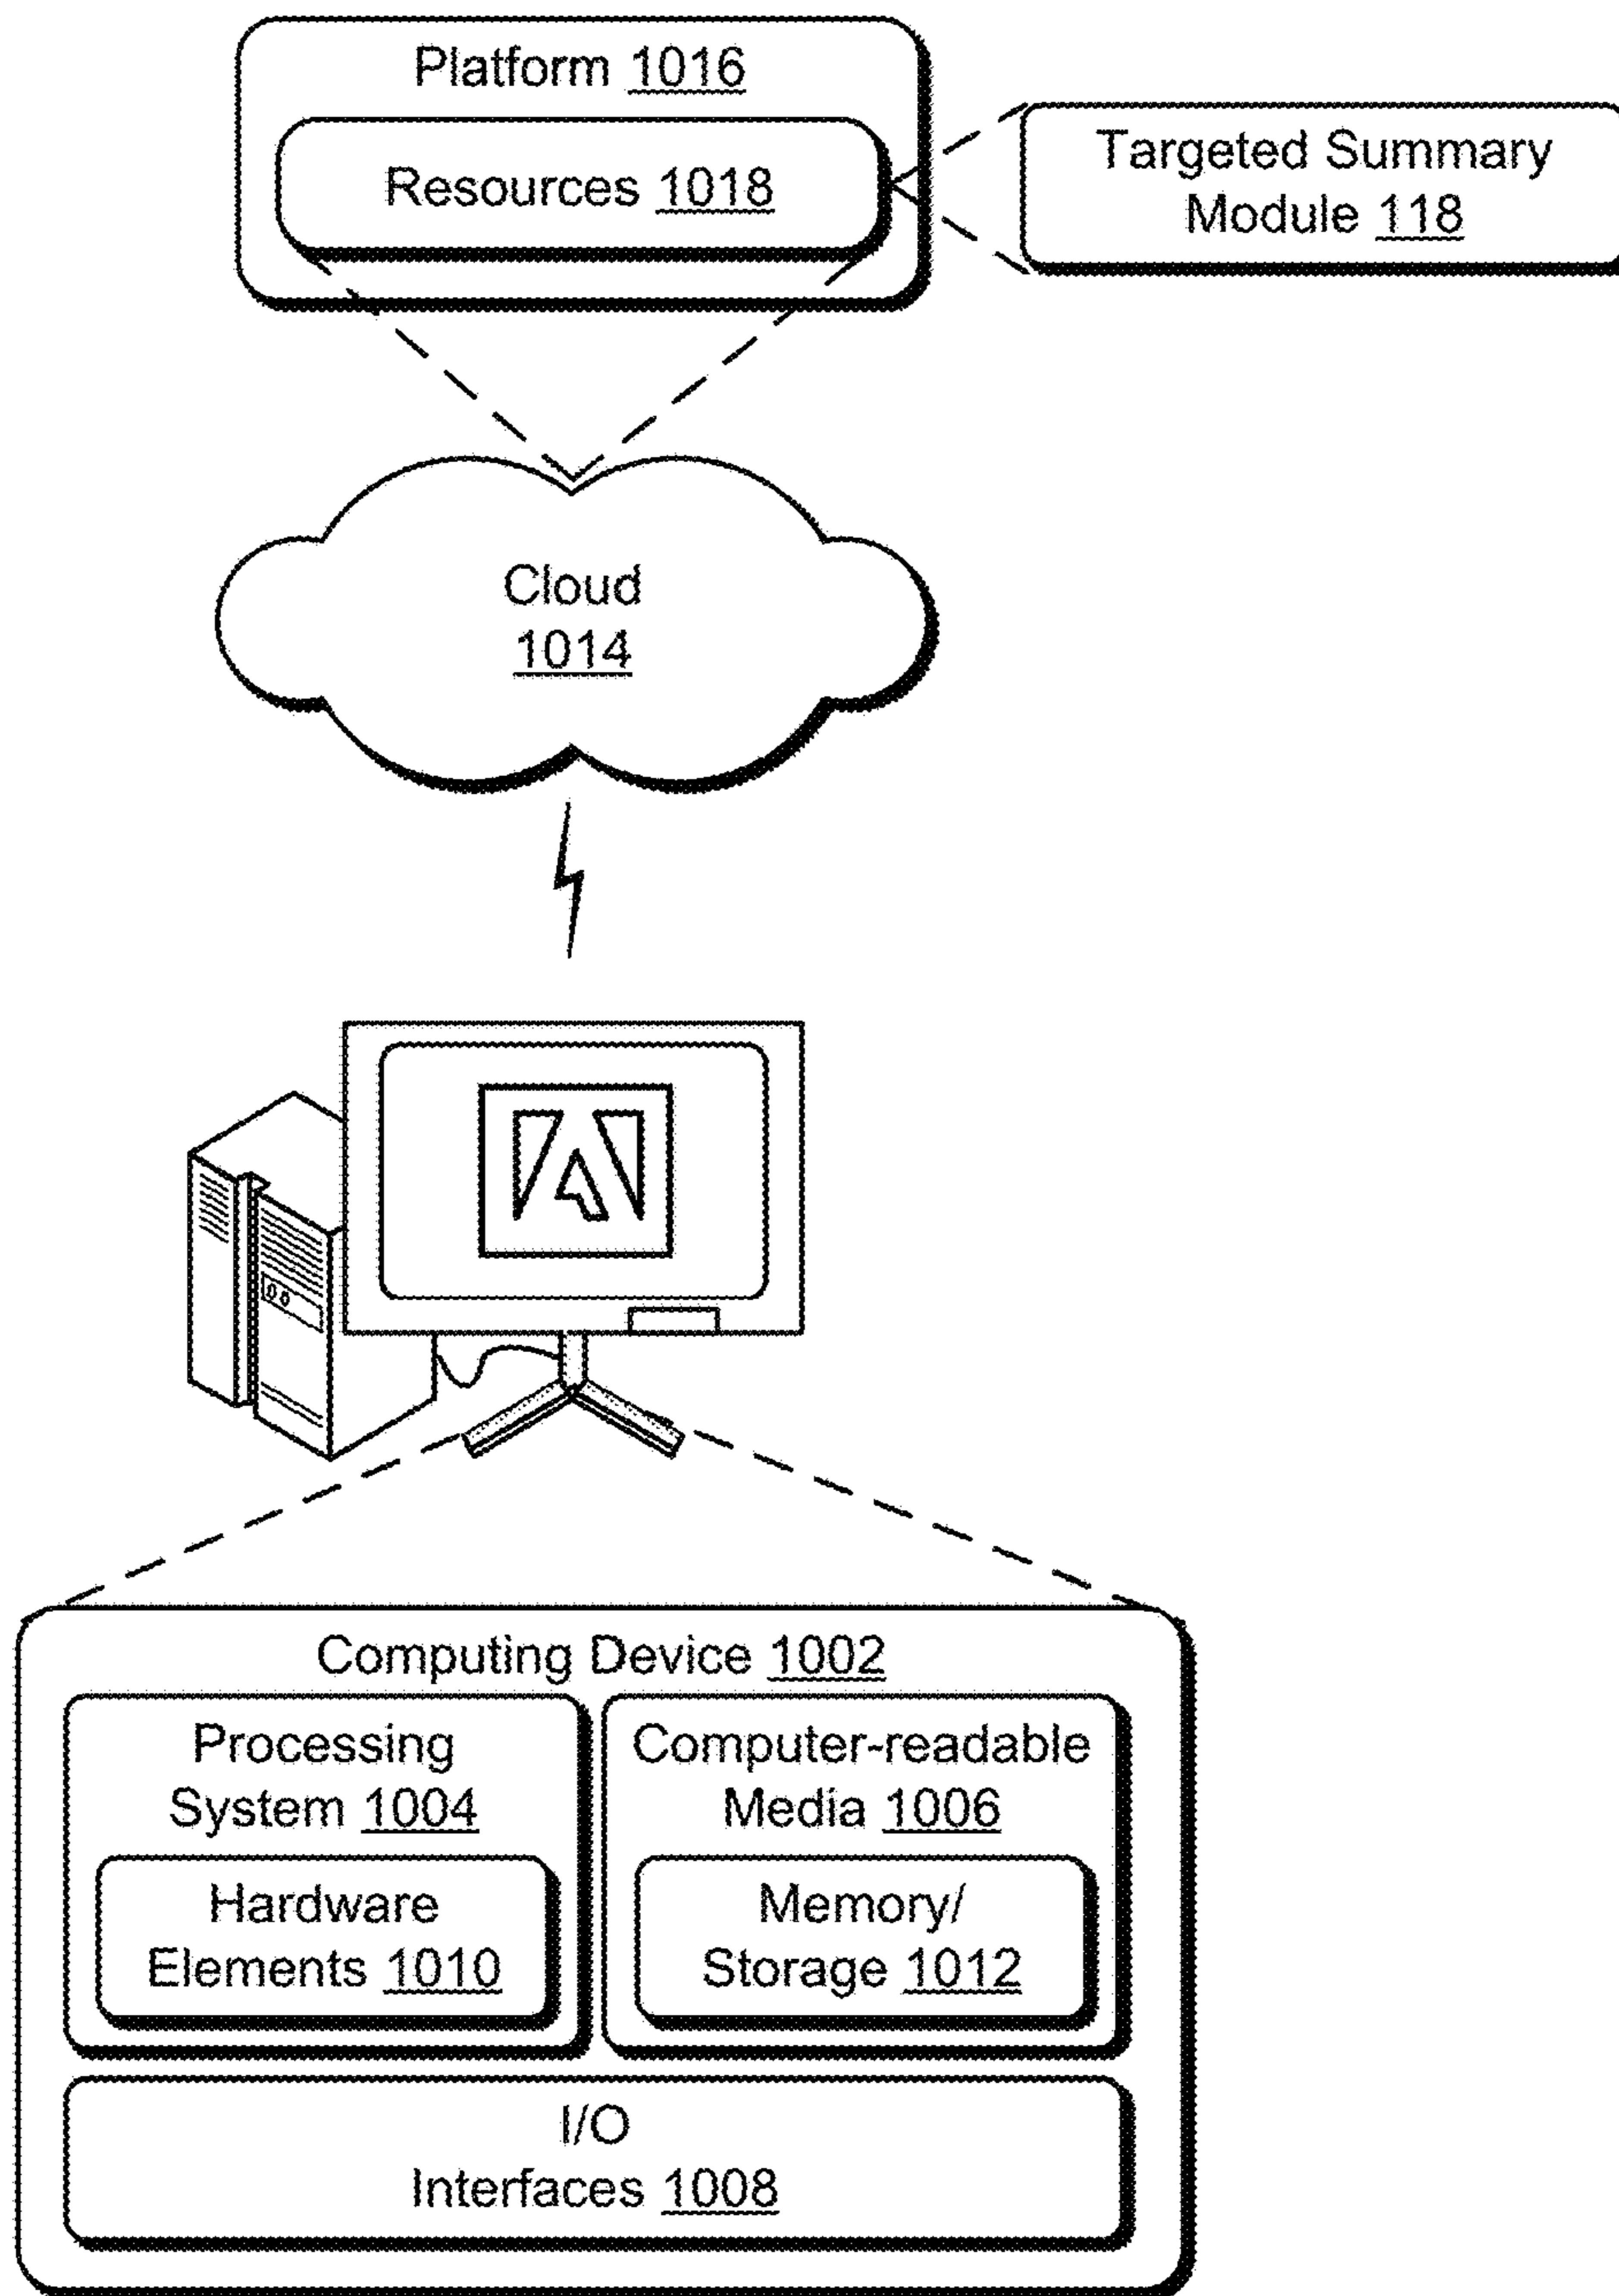 Platform 1016
Resources 1018
Targeted Summary
Module 118
Cloud
1014
Computing Device 1002
Processing
System 1004
Hardware
Elements 1010
Computer-readable
Media 1006
Memory/
Storage 1012
I/O
Interfaces 1008